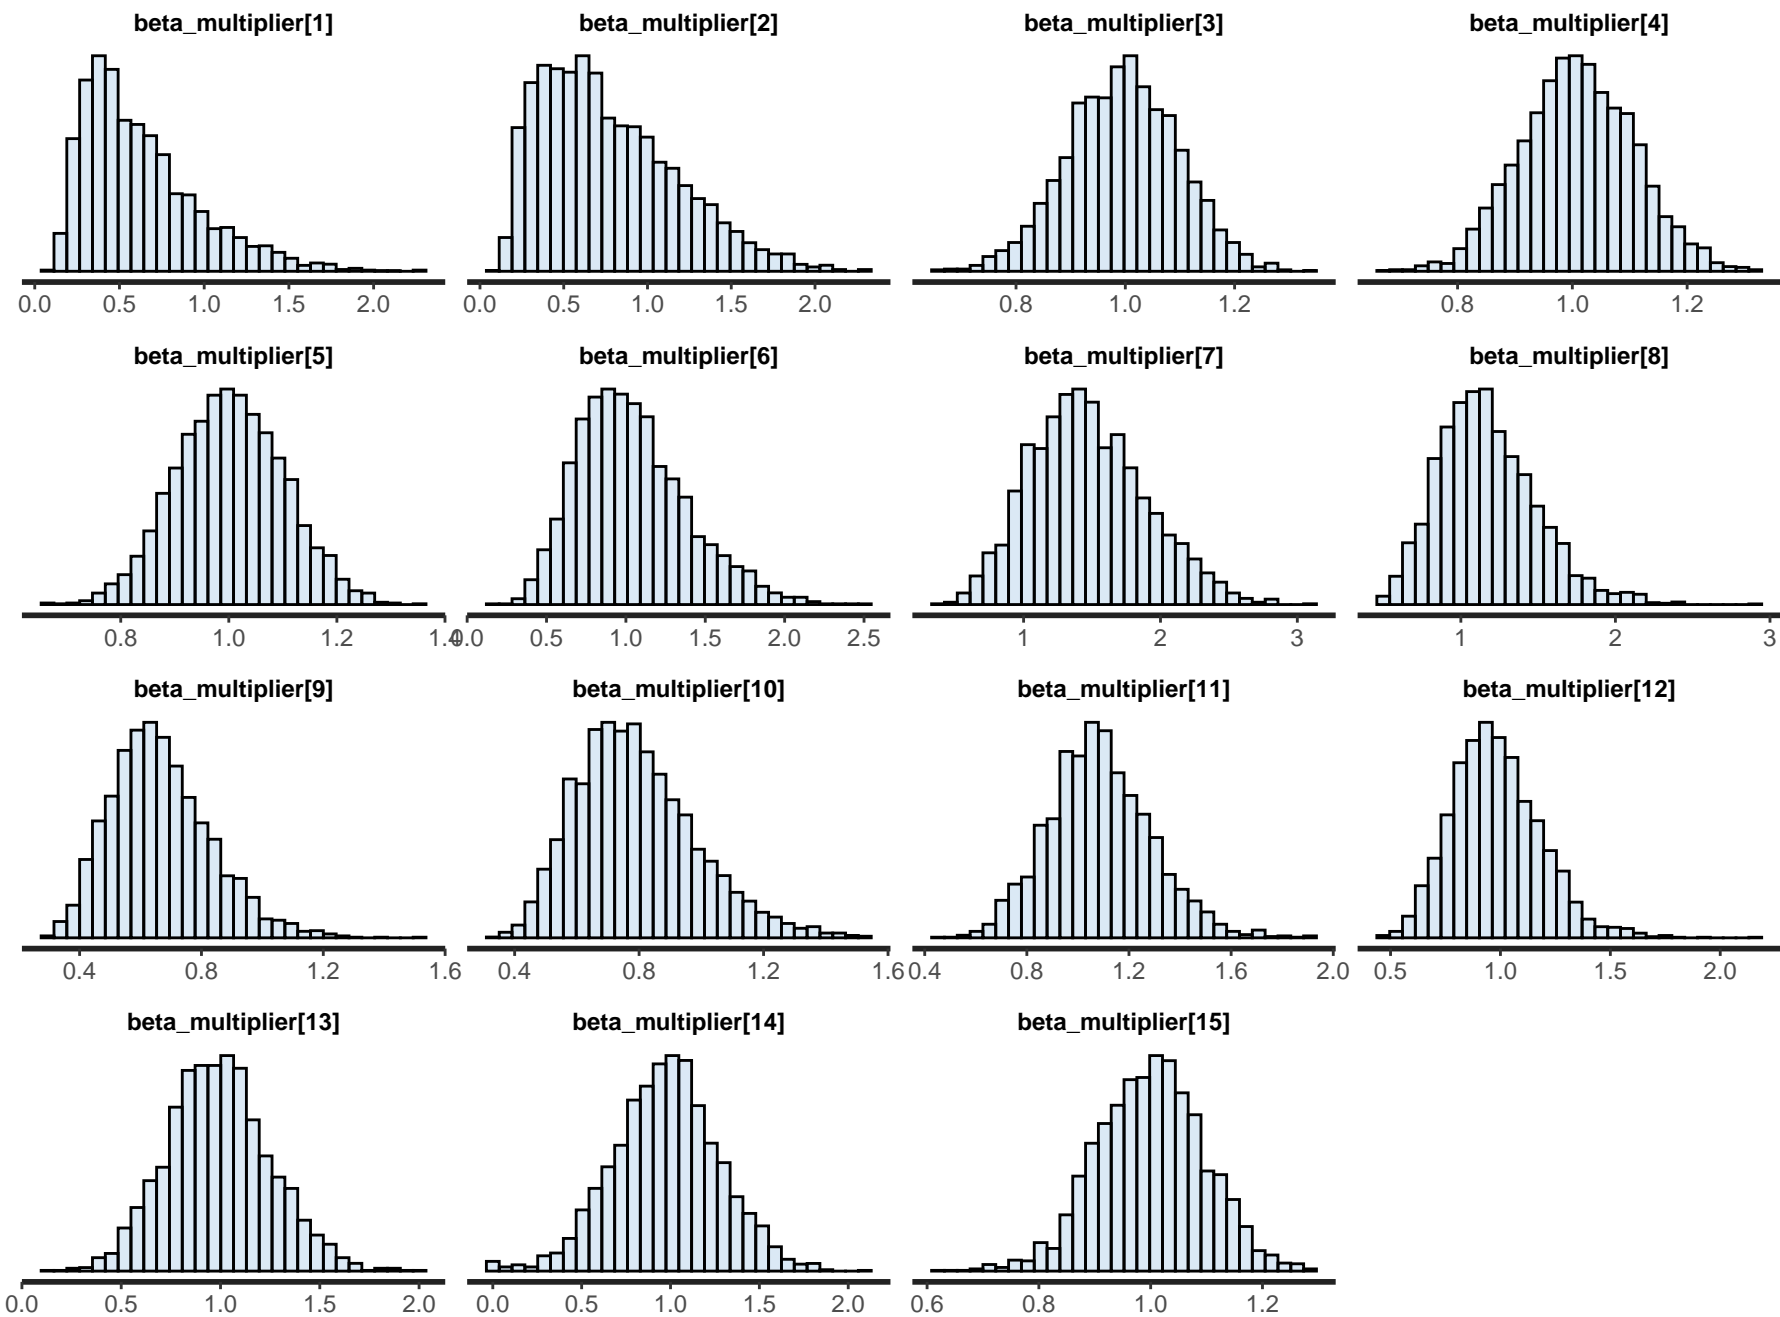 beta_multiplier[1] beta_multiplier[2] beta_multiplier[3] beta_multiplier[4]
0.0 0.5 1.0 1.5 2.0 0.0 0.5 1.0 1.5 2.0 0.8 1.0 1.2 0.8 1.0 1.2
beta_multiplier[5] beta_multiplier[6] beta_multiplier[7] beta_multiplier[8]
0.8 1.0 1.2 1.4 0.0 0.5 1.0 1.5 2.0 2.5 1 2 3 1 2 3
beta_multiplier[9] beta_multiplier[10] beta_multiplier[11] beta_multiplier[12]
0.4 0.8 1.2 1.6 0.4 0.8 1.2 1.6 0.4 0.8 1.2 1.6 2.0 0.5 1.0 1.5 2.0
beta_multiplier[13] beta_multiplier[14] beta_multiplier[15]
0.0 0.5 1.0 1.5 2.0 0.0 0.5 1.0 1.5 2.0 0.6 0.8 1.0 1.2